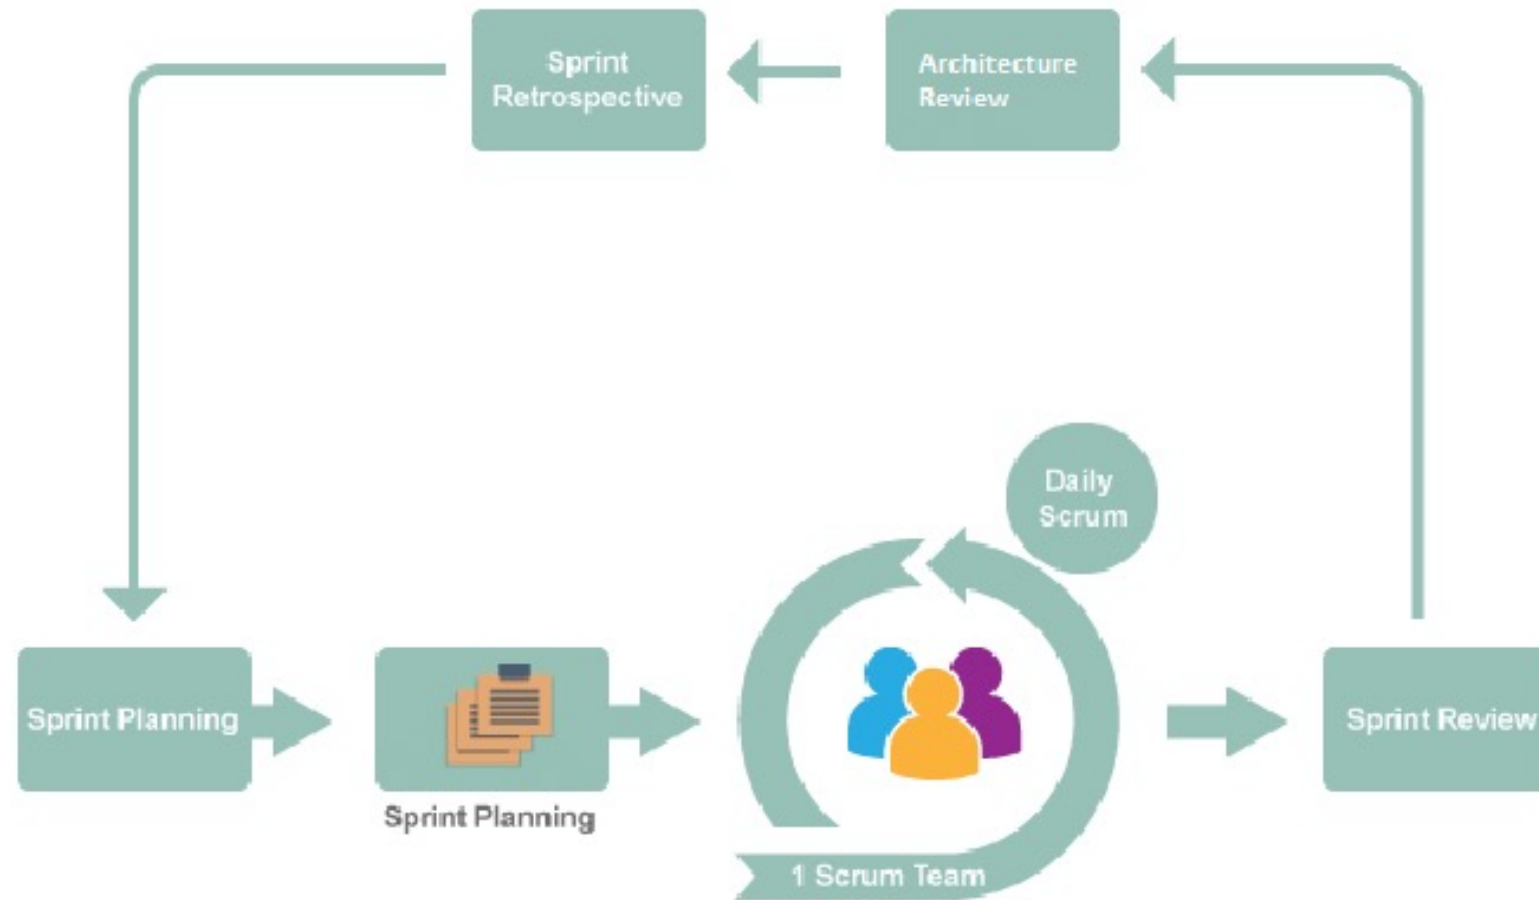 Sprint
Retrospective
Architecture
Review
Daily
Scrum
Sprint Planning
Sprint Review
Sprint Planning
1 Scrum Team